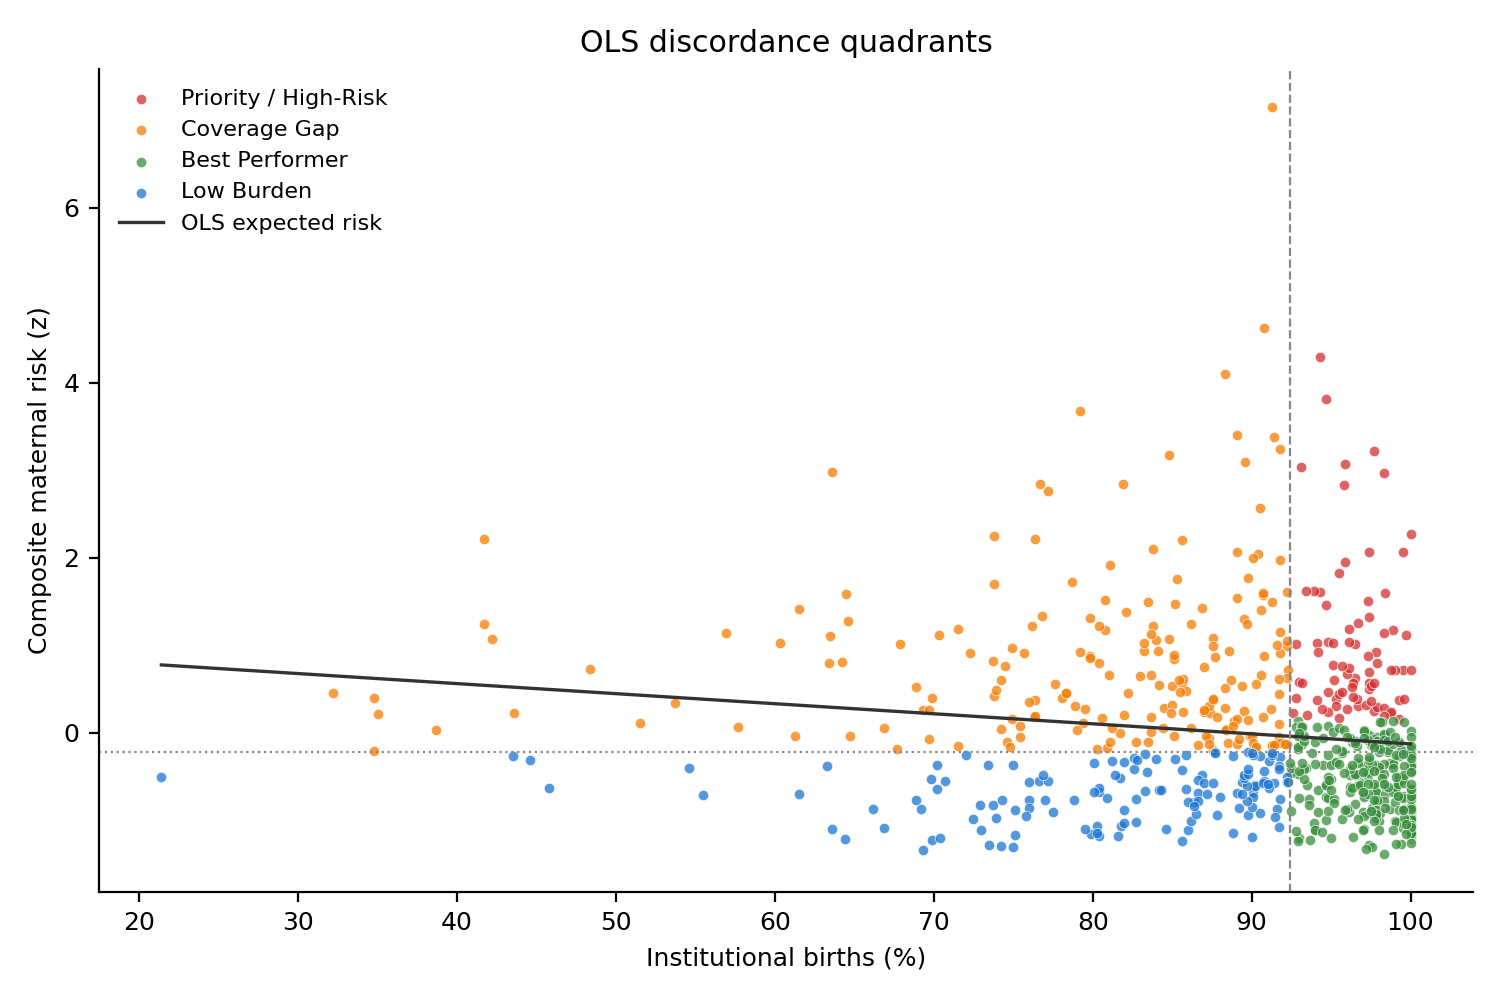 OLS discordance quadrants
Priority / High-Risk
Coverage Gap
Best Performer
Low Burden
OLS expected risk
Composite maternal risk (z)
6
4
2
0
20 30 40 50 60 70 80 90 100
Institutional births (%)